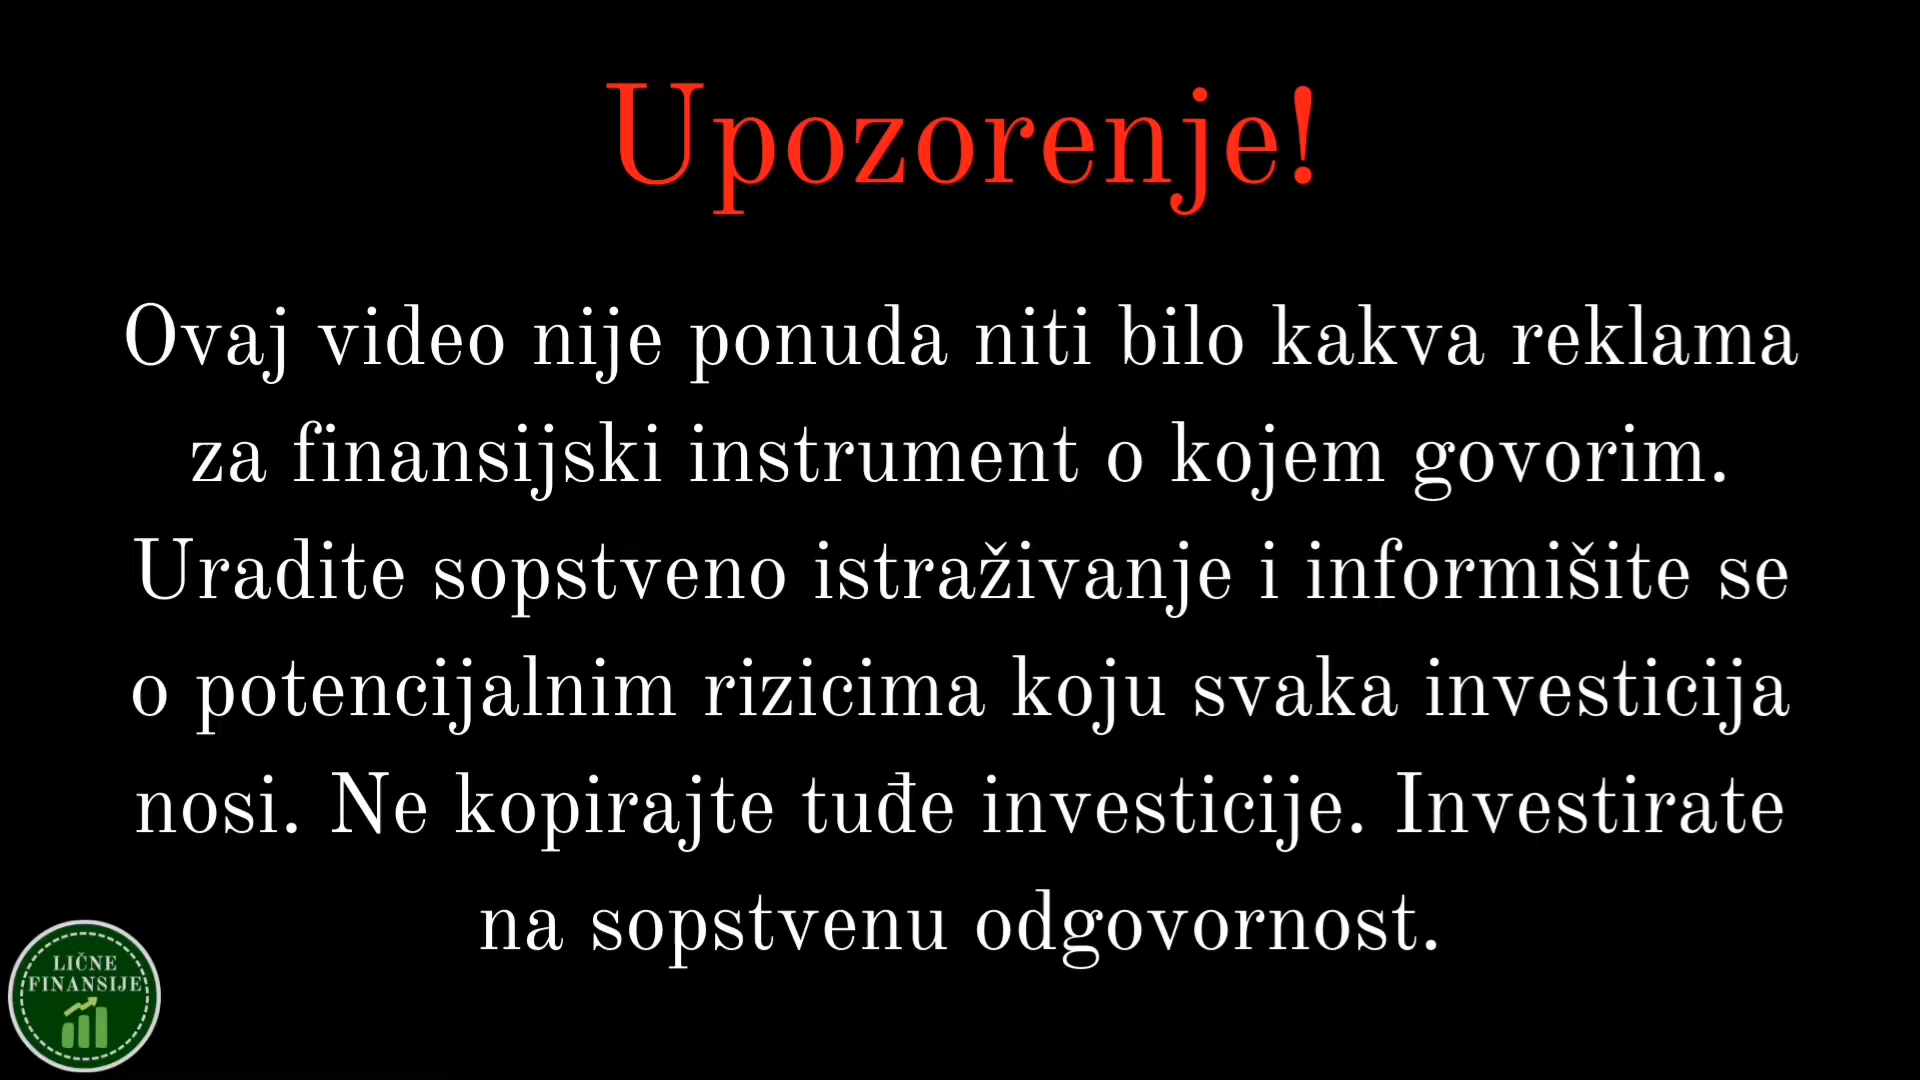 Upozorenje!
Ovaj video nije ponuda niti bilo kakva reklama
za finansijski instrument o kojem govorim.
Uradite sopstveno istraživanje i informišite se
o potencijalnim rizicima koju svaka investicija
nosi. Ne kopirajte tuđe investicije. Investirate
na sopstvenu odgovornost.
LIČNE
FINANSIJE